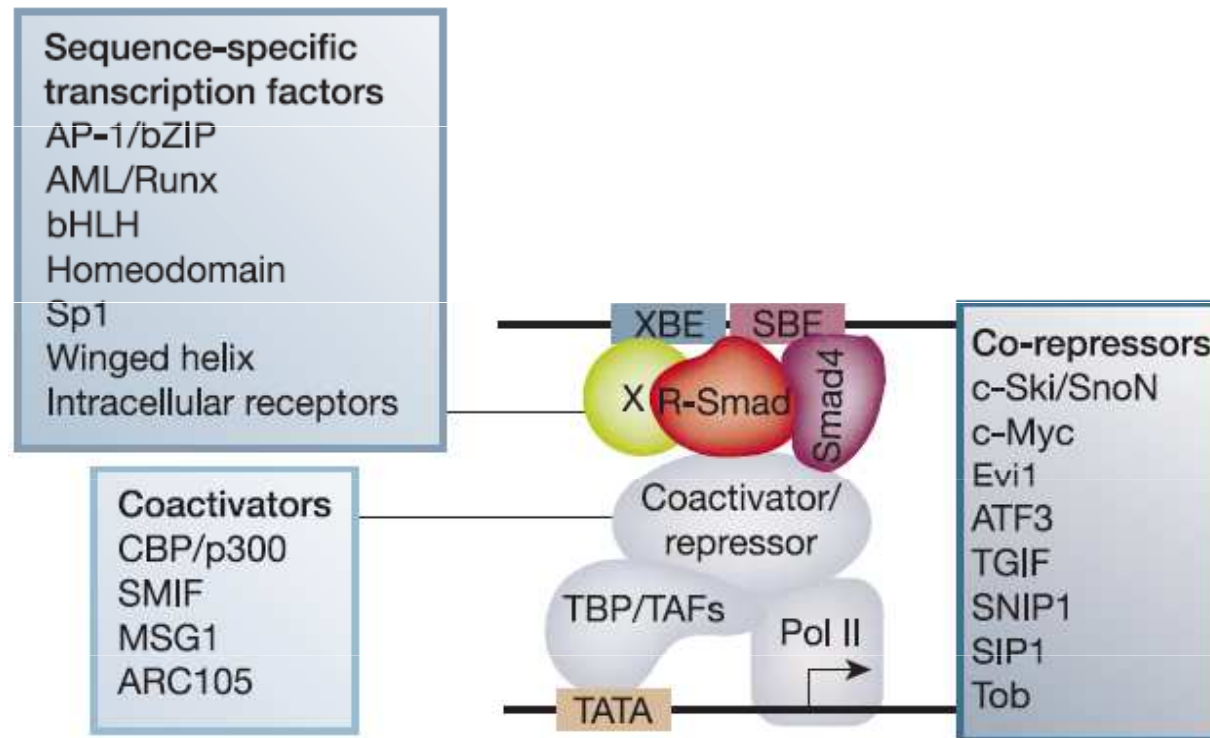 Sequence-specific
transcription factors
AP-1/bZIP
AML/Runx
bHLH
Homeodomain
Sp1
Winged helix
Intracellular receptors
Coactivators
CBP/p300
SMIF
MSG1
ARC105
XBE
SBE
X
R-Smad
Smad4
Coactivator/
repressor
TBP/TAFs
Pol II
TATA
Co-repressors
c-Ski/SnoN
c-Myc
Evi1
ATF3
TGIF
SNIP1
SIP1
Tob